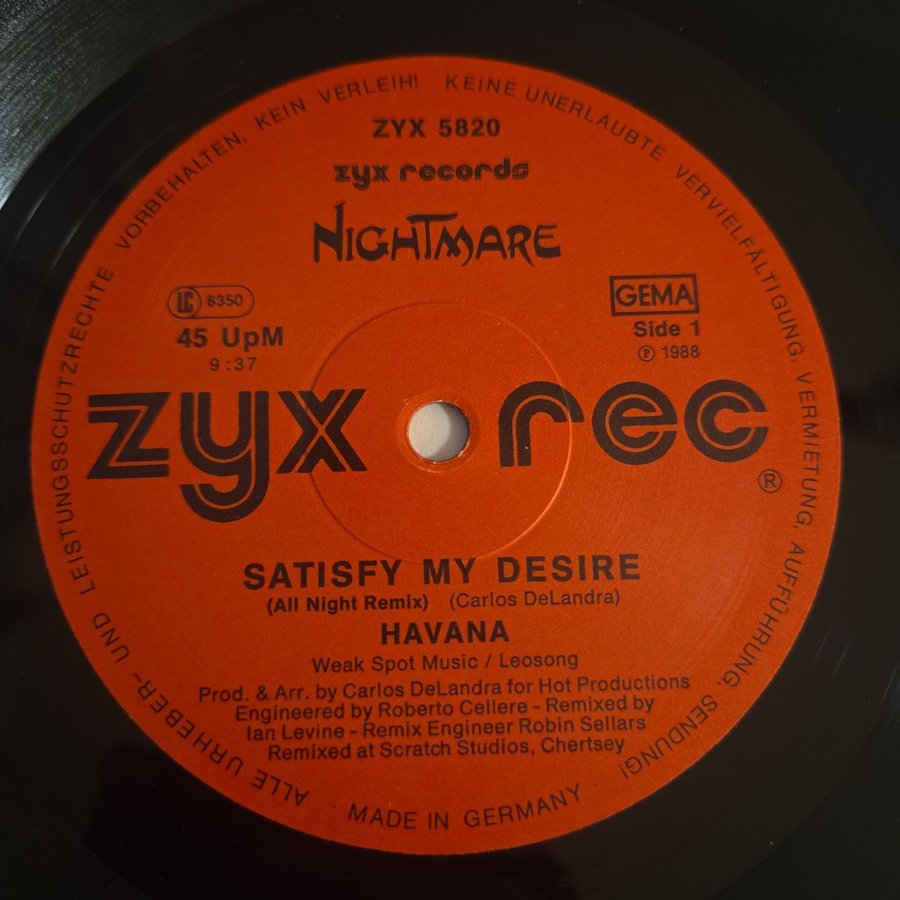 ALLE URHEBER- UND LEISTUNGSSCHUTZRECHTE VORBEHALTEN, KEIN VERLEIH! KEINE UNERLAUBTE VERVIELFÄLTIGUNG, VERMIETUNG, AUFFÜHRUNG, SENDUNG!
ZYX 5820
zyx records
NIGHTMARE
LC 6350
GEMA
45 UpM
Side 1
9:37
℗ 1988
zyx rec ®
SATISFY MY DESIRE
(All Night Remix) (Carlos DeLandra)
HAVANA
Weak Spot Music / Leosong
Prod. & Arr. by Carlos DeLandra for Hot Productions
Engineered by Roberto Cellere - Remixed by
Ian Levine - Remix Engineer Robin Sellars
Remixed at Scratch Studios, Chertsey
MADE IN GERMANY